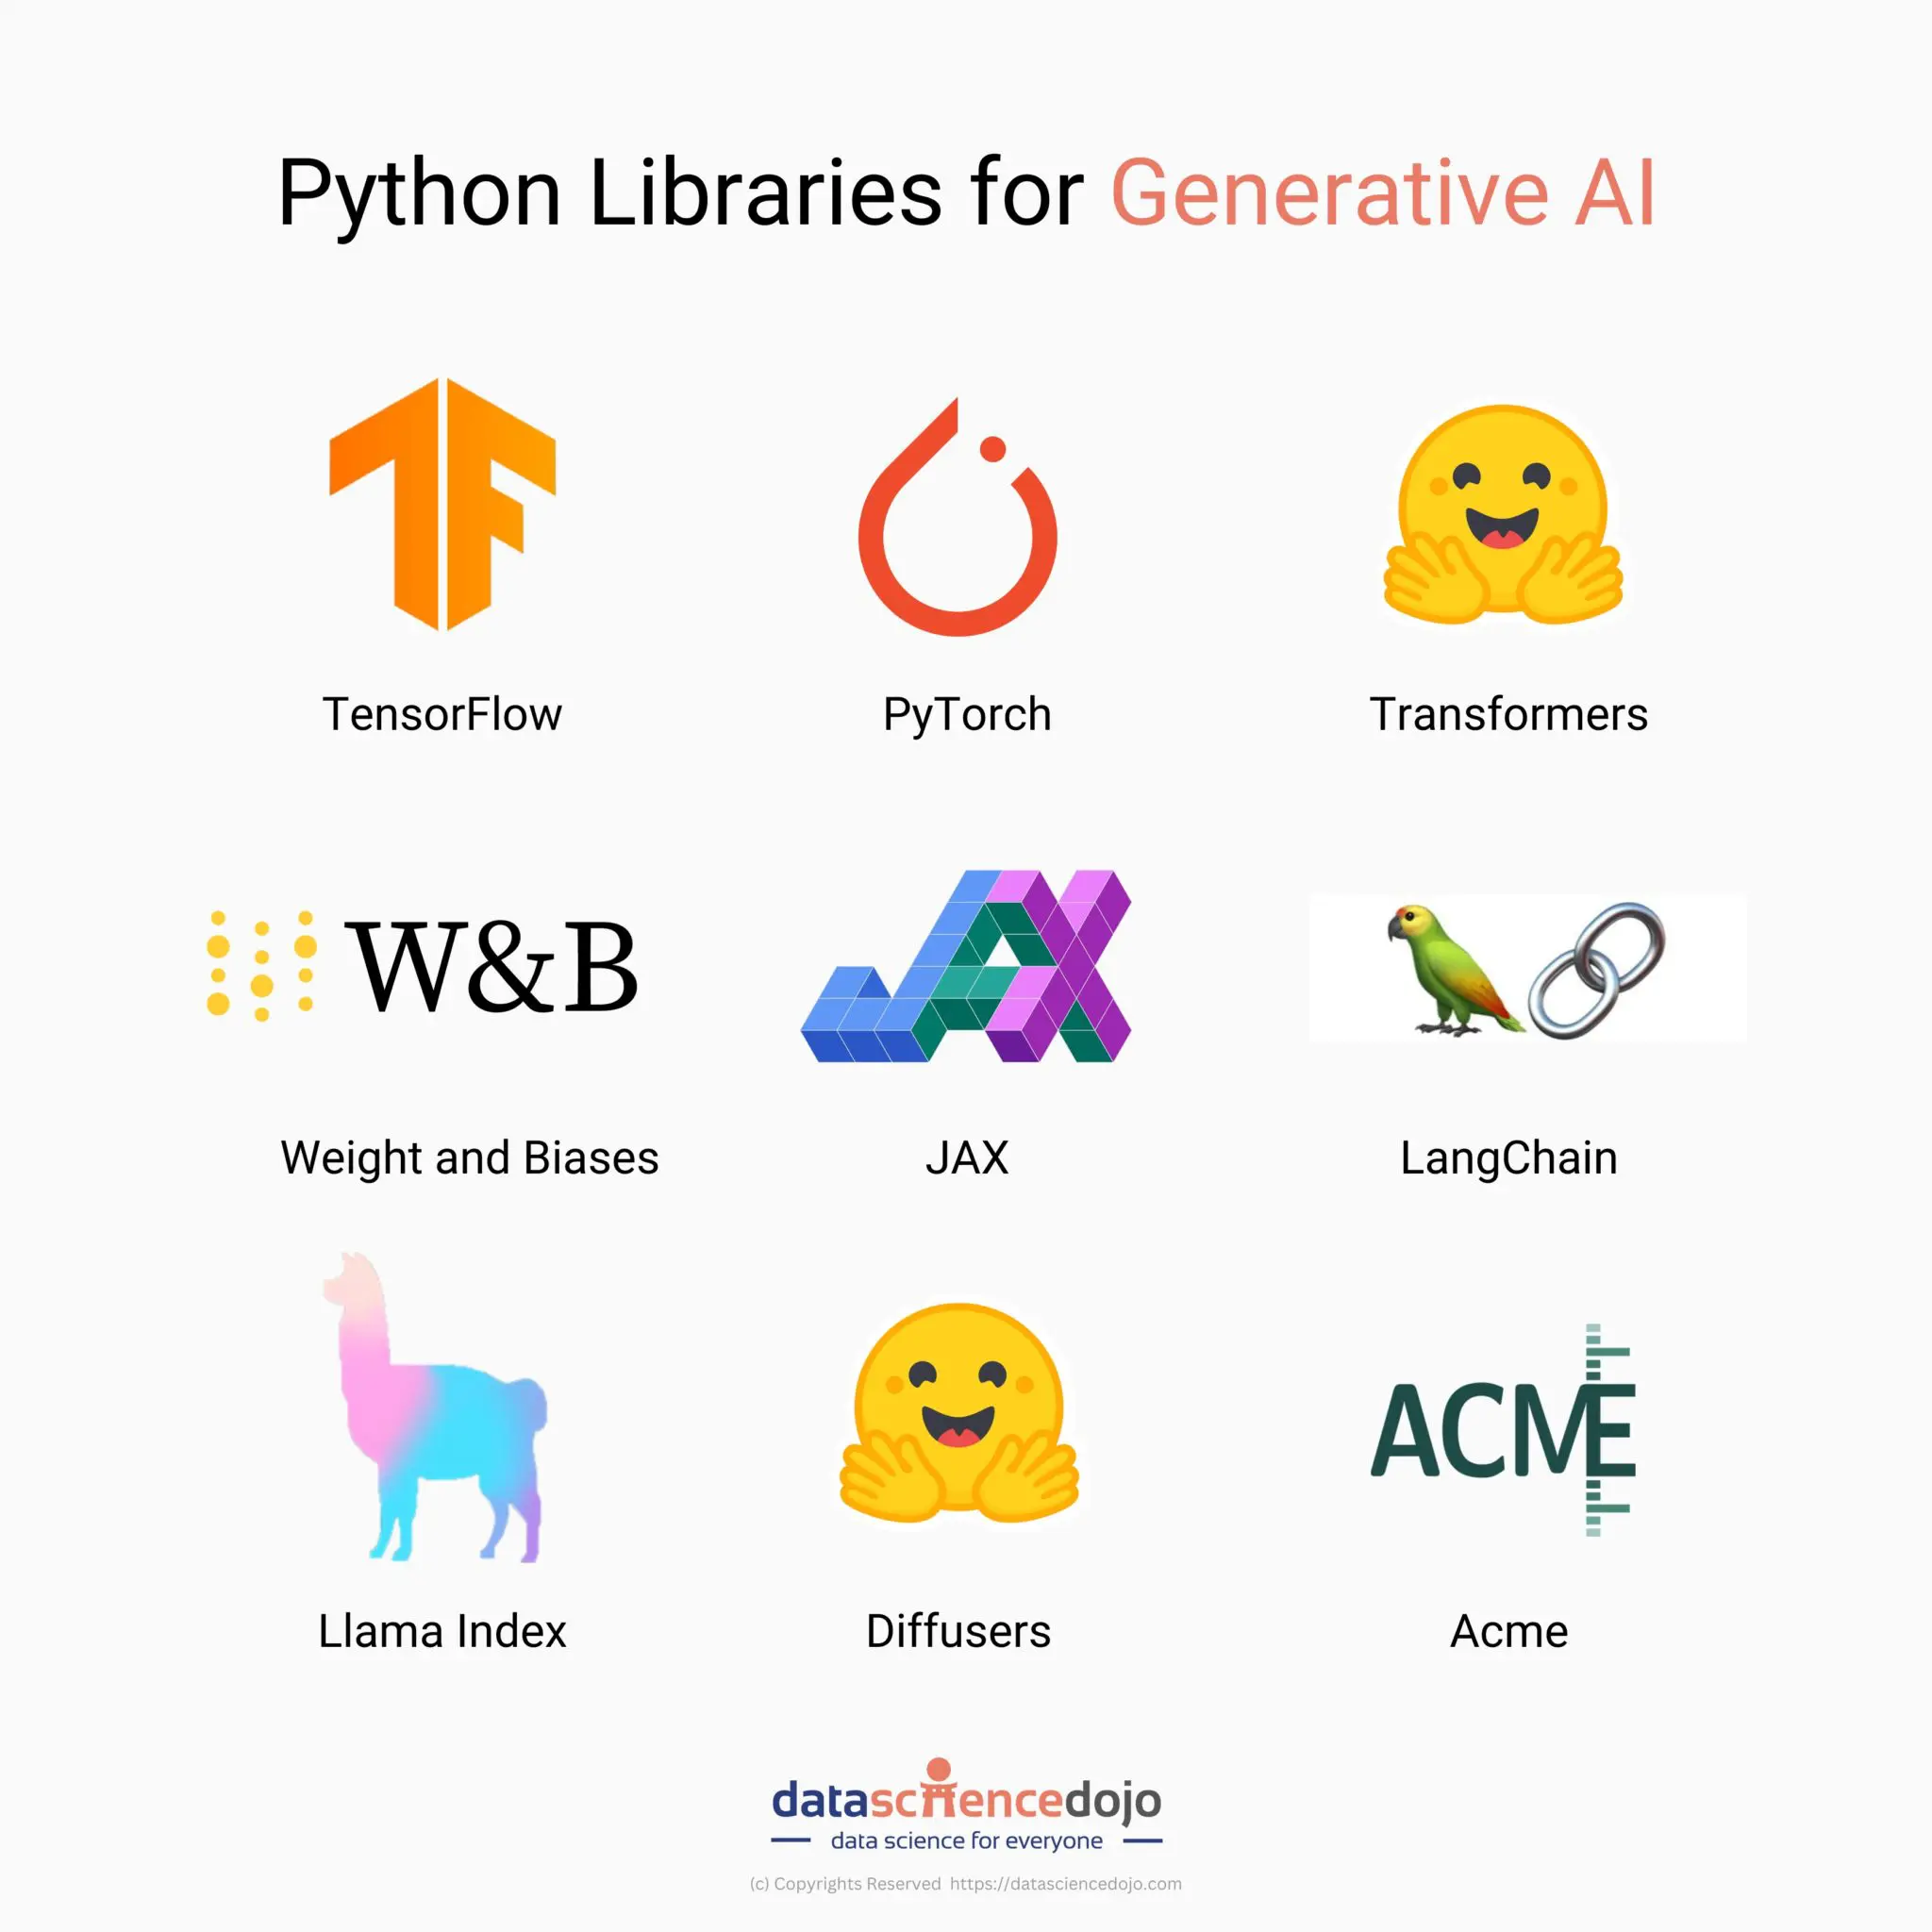 Python Libraries for Generative AI
TensorFlow
PyTorch
Transformers
W&B
JAX
Weight and Biases
JAX
LangChain
ACME
Llama Index
Diffusers
Acme
datasciencedojo
data science for everyone
(c) Copyrights Reserved https://datasciencedojo.com